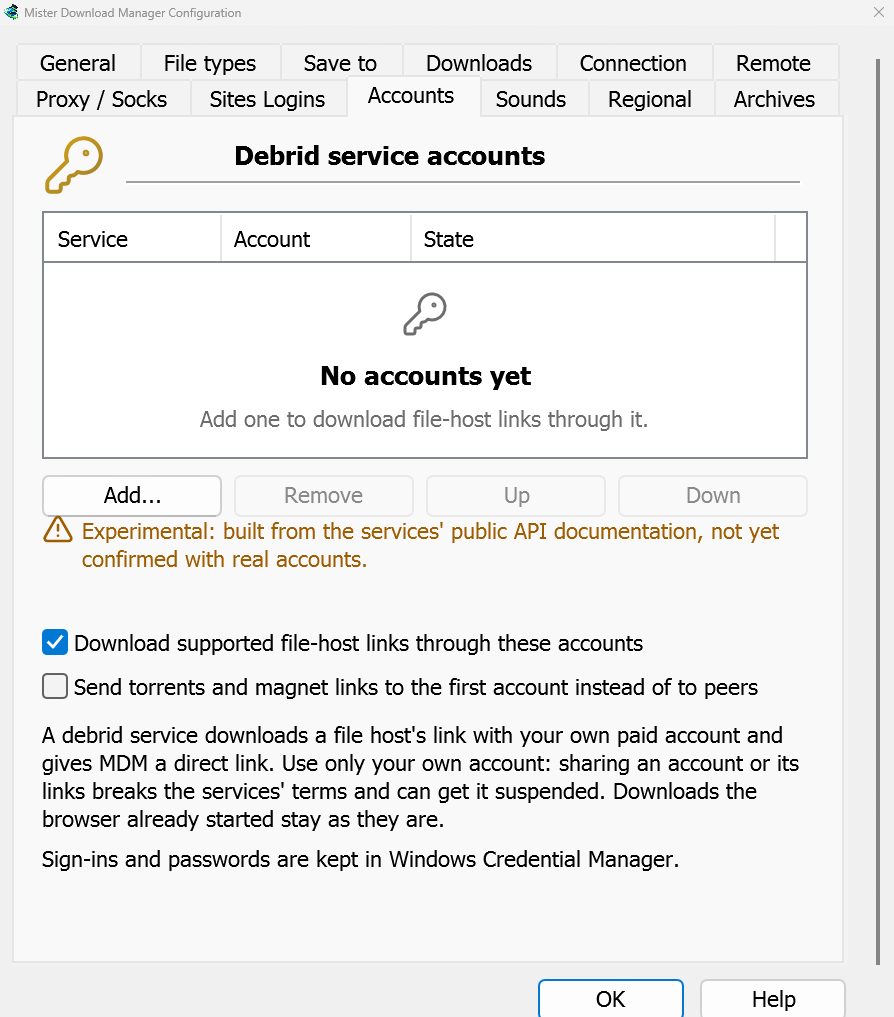 Mister Download Manager Configuration
General
File types
Save to
Downloads
Connection
Remote
Proxy / Socks
Sites Logins
Accounts
Sounds
Regional
Archives
Debrid service accounts
Service
Account
State
No accounts yet
Add one to download file-host links through it.
Add...
Remove
Up
Down
Experimental: built from the services' public API documentation, not yet
confirmed with real accounts.
Download supported file-host links through these accounts
Send torrents and magnet links to the first account instead of to peers
A debrid service downloads a file host's link with your own paid account and
gives MDM a direct link. Use only your own account: sharing an account or its
links breaks the services' terms and can get it suspended. Downloads the
browser already started stay as they are.
Sign-ins and passwords are kept in Windows Credential Manager.
OK
Help